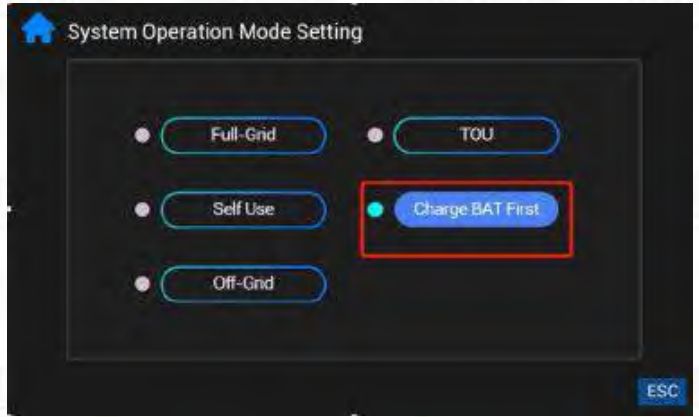 System Operation Mode Setting
Full-Grid
TOU
Self Use
Charge BAT First
Off-Grid
ESC